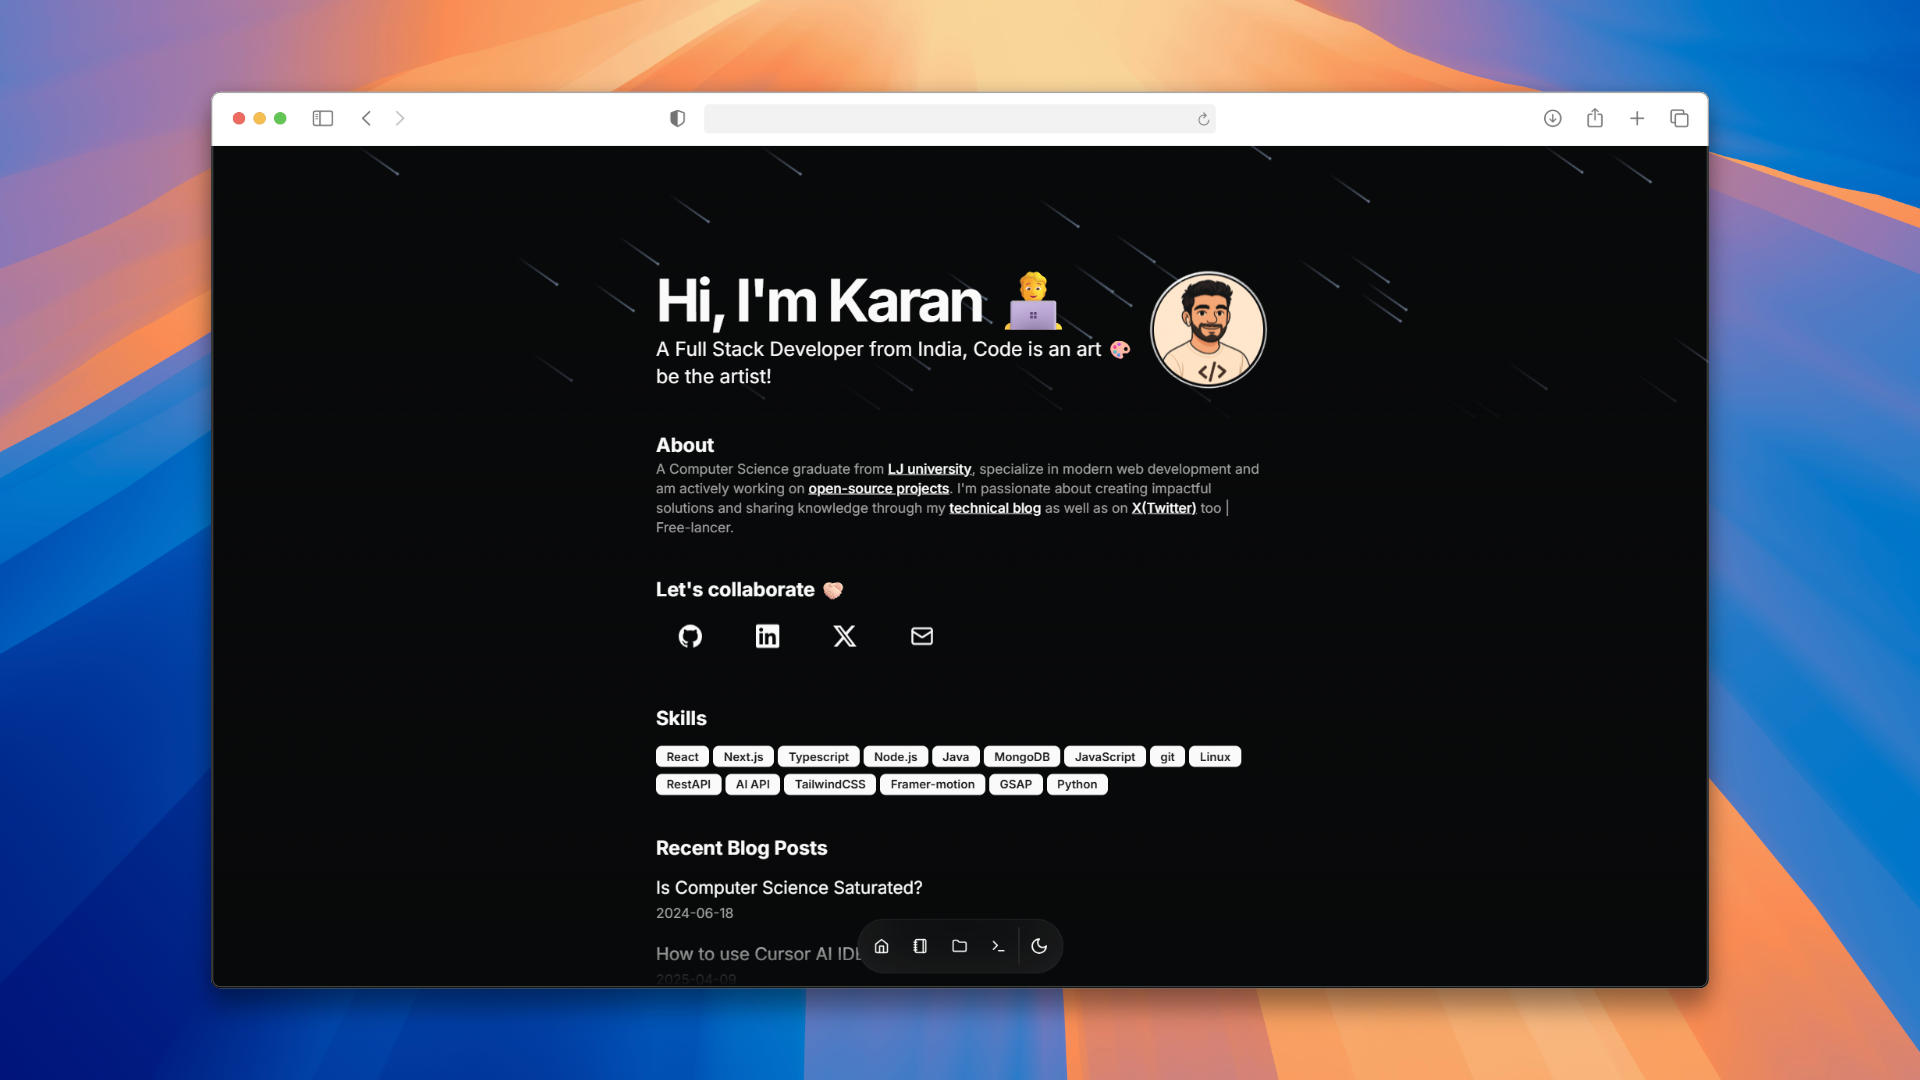 Hi, I'm Karan
A Full Stack Developer from India, Code is an art
be the artist!
</>
About
A Computer Science graduate from LJ university, specialize in modern web development and
am actively working on open-source projects. I'm passionate about creating impactful
solutions and sharing knowledge through my technical blog as well as on X(Twitter) too |
Free-lancer.
Let's collaborate
in
Skills
React Next.js Typescript Node.js Java MongoDB JavaScript git Linux
RestAPI AI API TailwindCSS Framer-motion GSAP Python
Recent Blog Posts
Is Computer Science Saturated?
2024-06-18
How to use Cursor AI IDE
2025-04-09